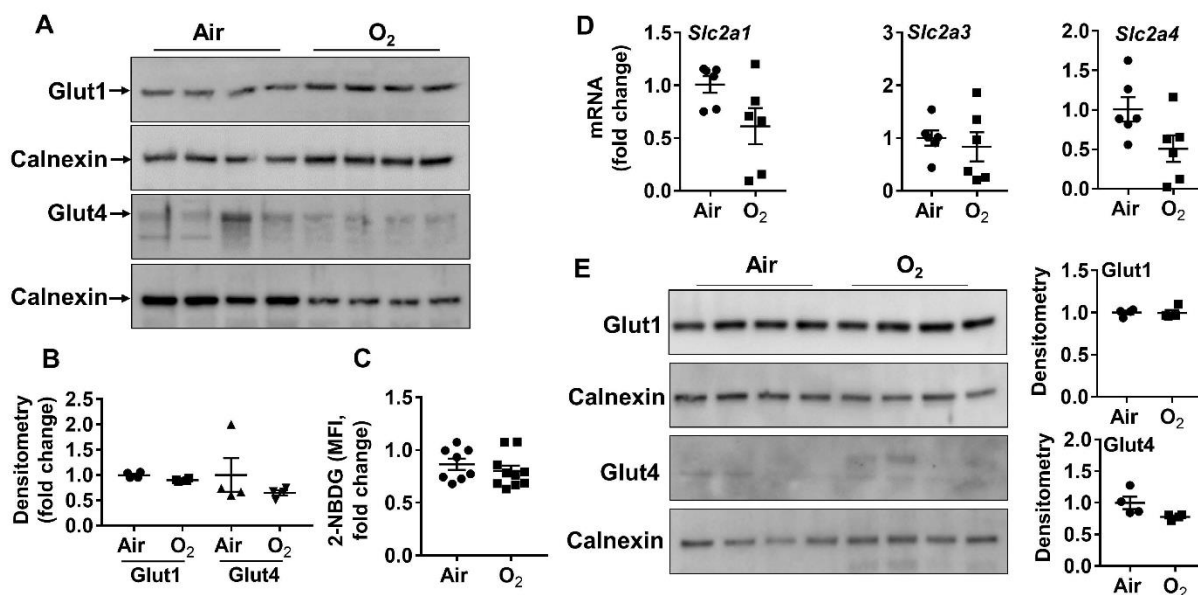 A
Air O2
Glut1
Calnexin
Glut4
Calnexin
B
Densitometry
(fold change)
2.5
2.0
1.5
1.0
0.5
0.0
Air O2 Air O2
Glut1 Glut4
C
2-NBDG (MFI,
fold change)
1.5
1.0
0.5
0.0
Air O2
D
mRNA
(fold change)
Slc2a1
1.5
1.0
0.5
0.0
Air O2
Slc2a3
3
2
1
0
Air O2
Slc2a4
2.0
1.5
1.0
0.5
0.0
Air O2
E
Air O2
Glut1
Calnexin
Glut4
Calnexin
Densitometry
Glut1
1.5
1.0
0.5
0.0
Air O2
Densitometry
Glut4
2.0
1.5
1.0
0.5
0.0
Air O2